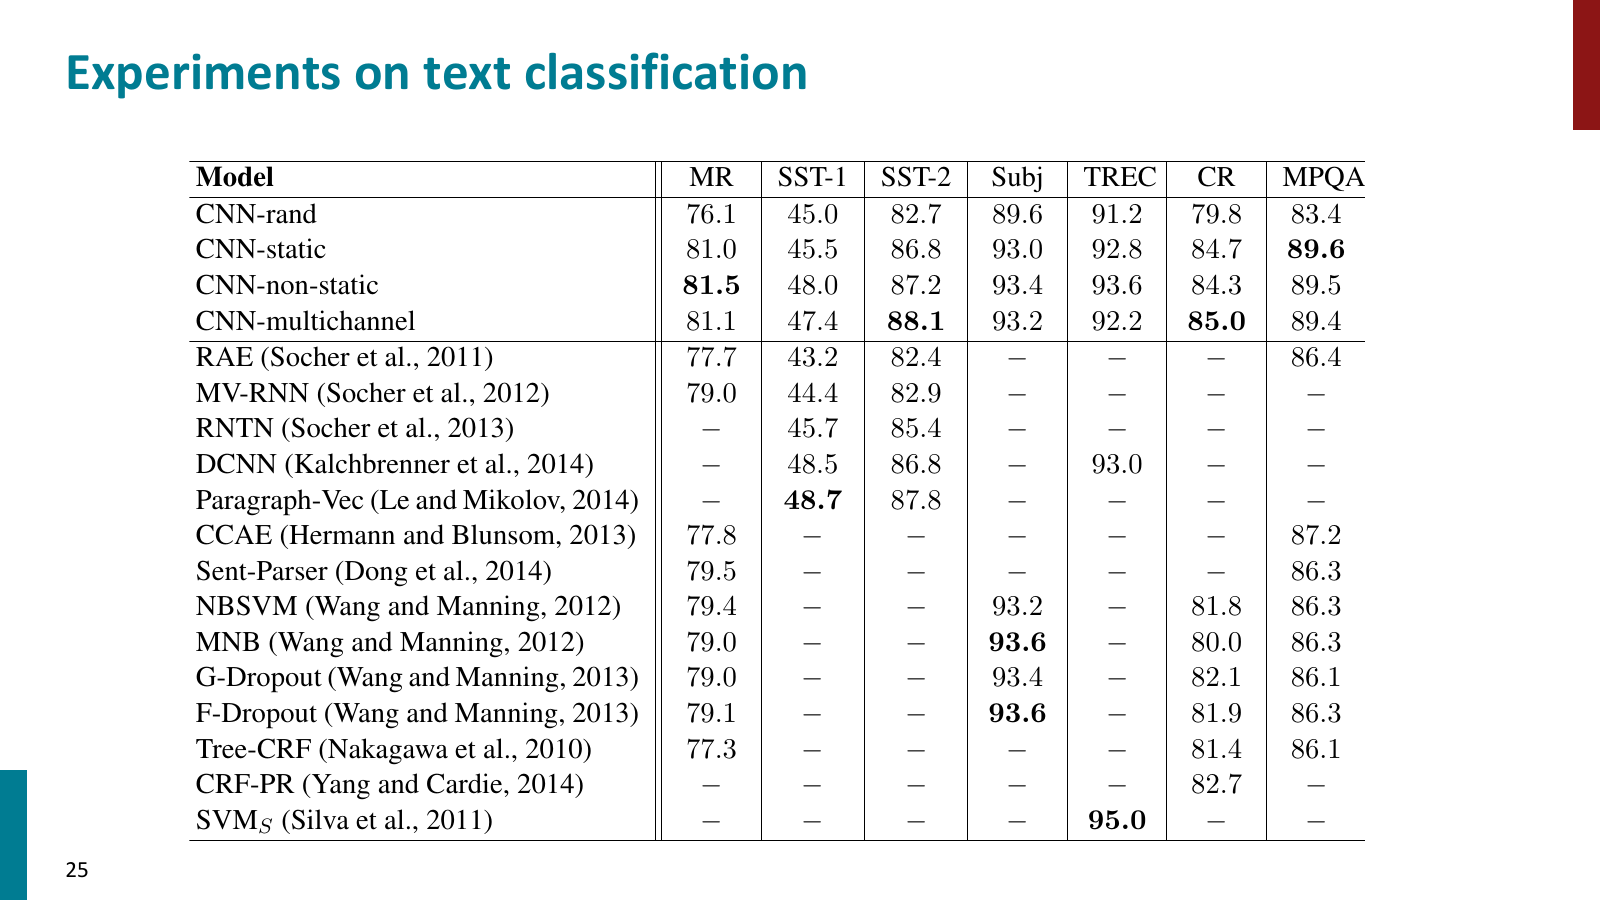 Experiments on text classification
Model MR SST-1 SST-2 Subj TREC CR MPQA
CNN-rand 76.1 45.0 82.7 89.6 91.2 79.8 83.4
CNN-static 81.0 45.5 86.8 93.0 92.8 84.7 89.6
CNN-non-static 81.5 48.0 87.2 93.4 93.6 84.3 89.5
CNN-multichannel 81.1 47.4 88.1 93.2 92.2 85.0 89.4
RAE (Socher et al., 2011) 77.7 43.2 82.4 – – – 86.4
MV-RNN (Socher et al., 2012) 79.0 44.4 82.9 – – – –
RNTN (Socher et al., 2013) – 45.7 85.4 – – – –
DCNN (Kalchbrenner et al., 2014) – 48.5 86.8 – 93.0 – –
Paragraph-Vec (Le and Mikolov, 2014) – 48.7 87.8 – – – –
CCAE (Hermann and Blunsom, 2013) 77.8 – – – – – 87.2
Sent-Parser (Dong et al., 2014) 79.5 – – – – – 86.3
NBSVM (Wang and Manning, 2012) 79.4 – – 93.2 – 81.8 86.3
MNB (Wang and Manning, 2012) 79.0 – – 93.6 – 80.0 86.3
G-Dropout (Wang and Manning, 2013) 79.0 – – 93.4 – 82.1 86.1
F-Dropout (Wang and Manning, 2013) 79.1 – – 93.6 – 81.9 86.3
Tree-CRF (Nakagawa et al., 2010) 77.3 – – – – 81.4 86.1
CRF-PR (Yang and Cardie, 2014) – – – – – 82.7 –
SVMS (Silva et al., 2011) – – – – 95.0 – –
25